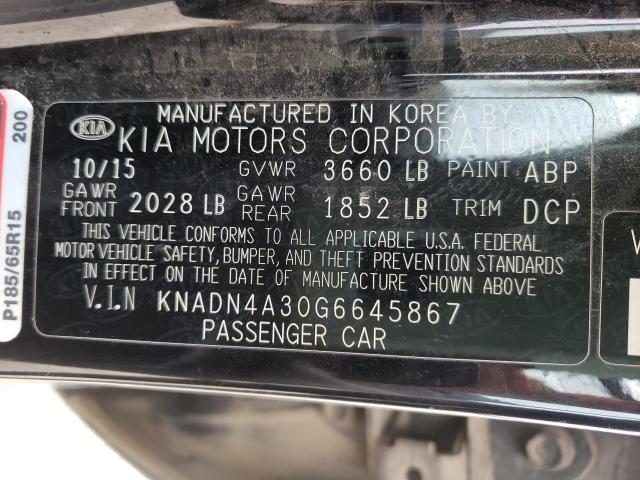 MANUFACTURED IN KOREA BY
KIA KIA MOTORS CORPORATION
10/15 GVWR 3660 LB PAINT ABP
GAWR FRONT 2028 LB GAWR REAR 1852 LB TRIM DCP
THIS VEHICLE CONFORMS TO ALL APPLICABLE U.S.A. FEDERAL
MOTOR VEHICLE SAFETY, BUMPER, AND THEFT PREVENTION STANDARDS
IN EFFECT ON THE DATE OF MANUFACTURE SHOWN ABOVE
V.I.N KNADN4A30G6645867
PASSENGER CAR
P185/65R15
200